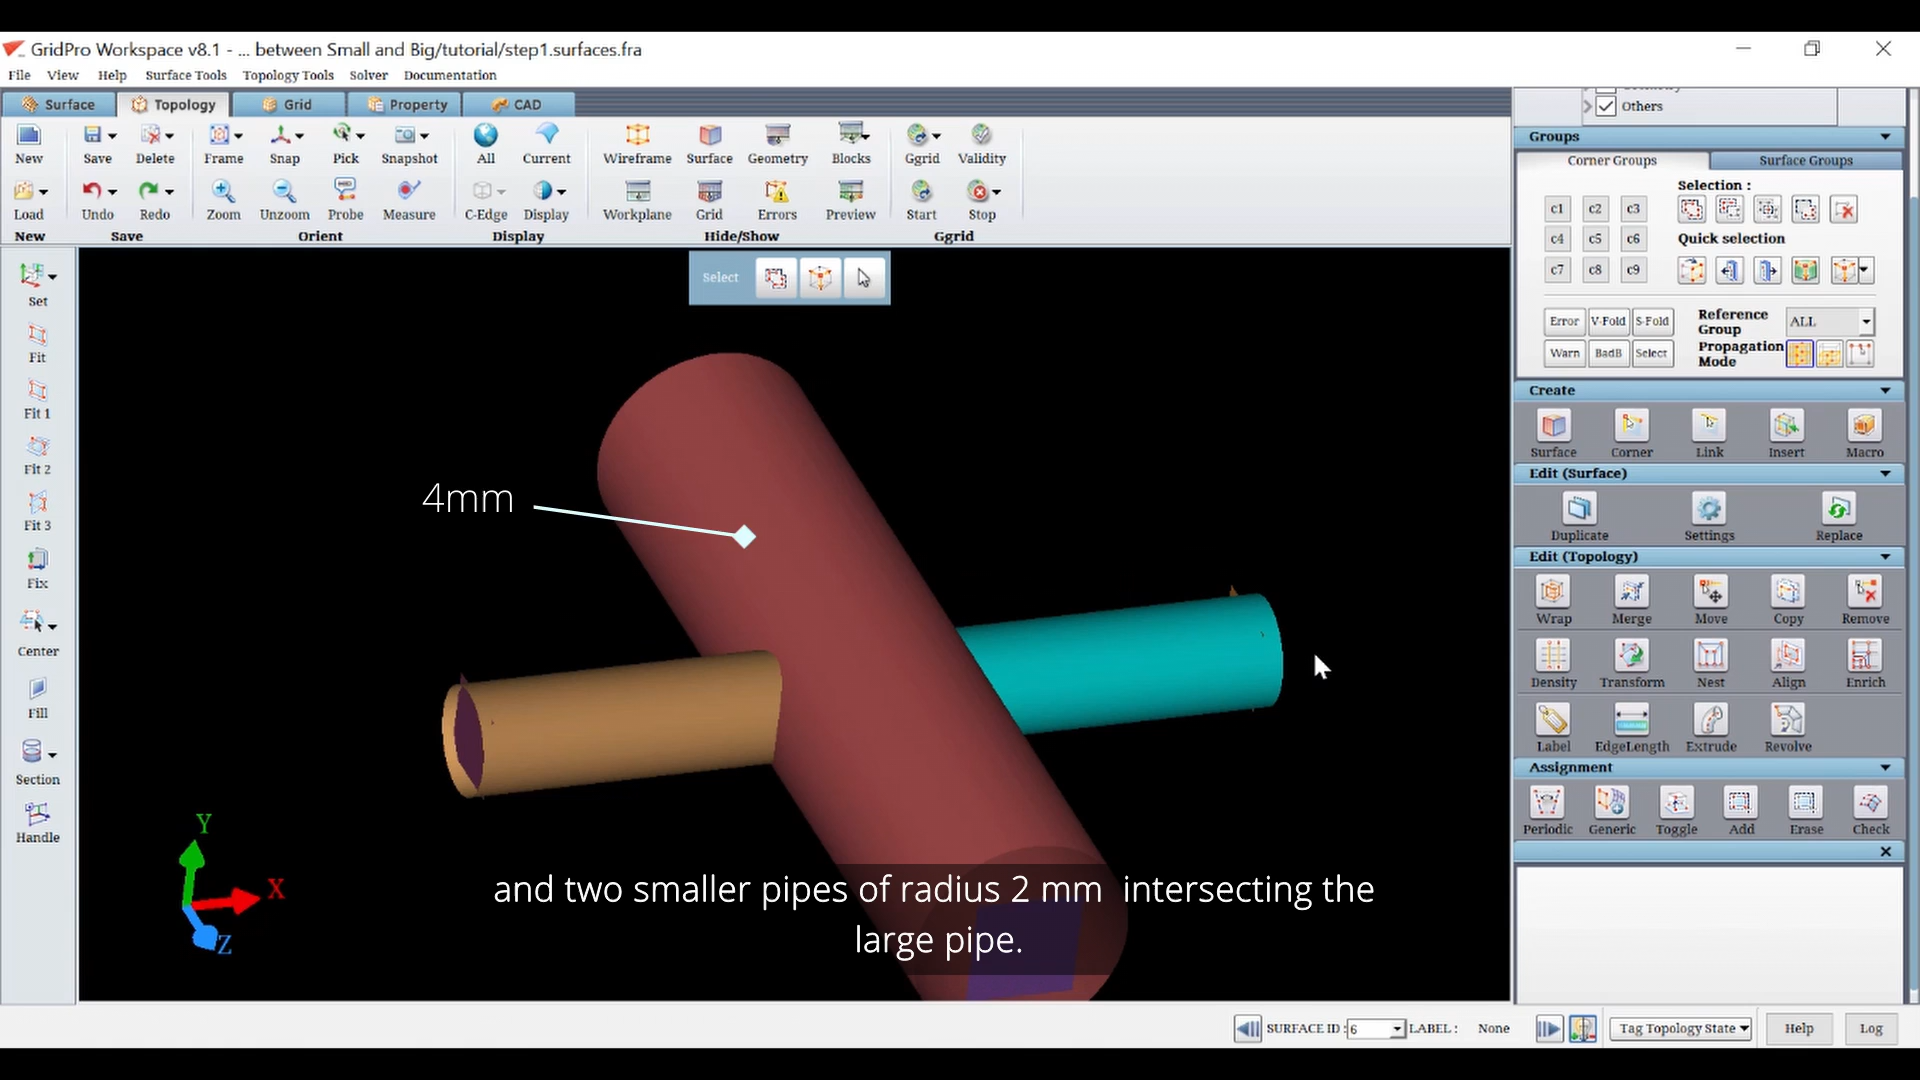 GridPro Workspace v8.1 - ... between Small and Big/tutorial/step1.surfaces.fra
File View Help Surface Tools Topology Tools Solver Documentation
Surface Topology Grid Property CAD
New Save Delete Frame Snap Pick Snapshot All Current Wireframe Surface Geometry Blocks Ggrid Validity
Load Undo Redo Zoom Unzoom Probe Measure C-Edge Display Workplane Grid Errors Preview Start Stop
New Save Orient Display Hide/Show Ggrid
Select
Set
Fit
Fit 1
Fit 2
Fit 3
Fix
Center
Fill
Section
Handle
4mm
Y
X
Z
and two smaller pipes of radius 2 mm intersecting the
large pipe.
Others
Groups
Corner Groups Surface Groups
Selection :
c1 c2 c3
Quick selection
c4 c5 c6
c7 c8 c9
Error V-Fold S-Fold Reference Group ALL
Warn BadB Select Propagation Mode
Create
Surface Corner Link Insert Macro
Edit (Surface)
Duplicate Settings Replace
Edit (Topology)
Wrap Merge Move Copy Remove
Density Transform Nest Align Enrich
Label EdgeLength Extrude Revolve
Assignment
Periodic Generic Toggle Add Erase Check
SURFACE ID : 6 LABEL : None Tag Topology State Help Log